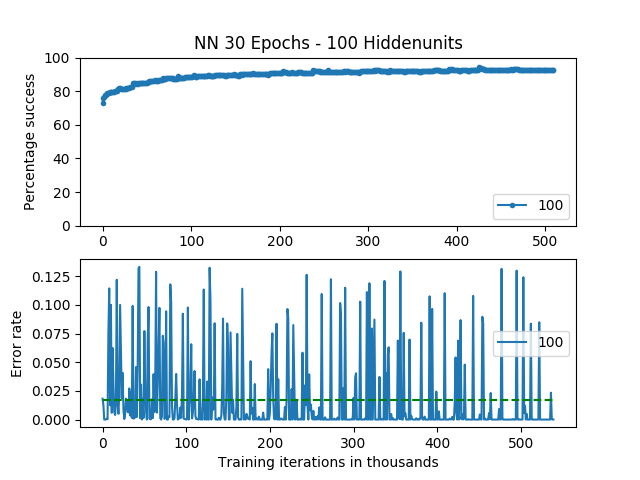 NN 30 Epochs - 100 Hiddenunits
100
80
60
40
20
0
Percentage success
100
0 100 200 300 400 500
0.125
0.100
0.075
0.050
0.025
0.000
Error rate
100
0 100 200 300 400 500
Training iterations in thousands